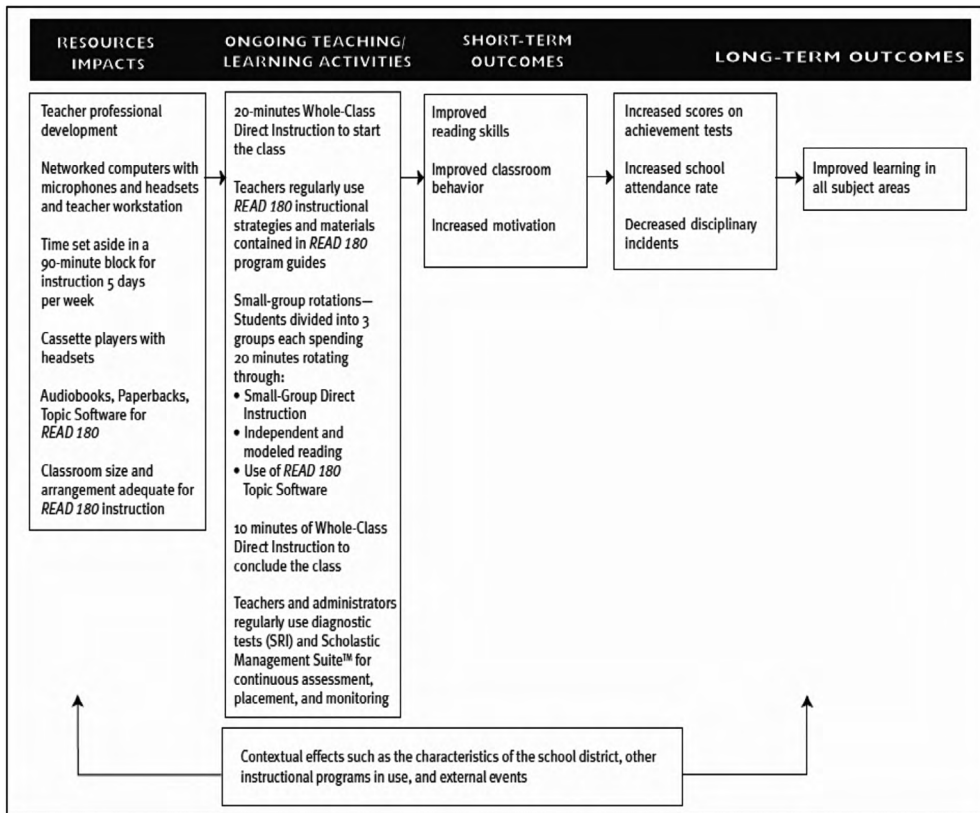 RESOURCES
IMPACTS
ONGOING TEACHING/
LEARNING ACTIVITIES
SHORT-TERM
OUTCOMES
LONG-TERM OUTCOMES
Teacher professional
development
Networked computers with
microphones and headsets
and teacher workstation
Time set aside in a
90-minute block for
instruction 5 days
per week
Cassette players with
headsets
Audiobooks, Paperbacks,
Topic Software for
READ 180
Classroom size and
arrangement adequate for
READ 180 instruction
20-minutes Whole-Class
Direct Instruction to start
the class
Teachers regularly use
READ 180 instructional
strategies and materials
contained in READ 180
program guides
Small-group rotations—
Students divided into 3
groups each spending
20 minutes rotating
through:
• Small-Group Direct
Instruction
• Independent and
modeled reading
• Use of READ 180
Topic Software
10 minutes of Whole-Class
Direct Instruction to
conclude the class
Teachers and administrators
regularly use diagnostic
tests (SRI) and Scholastic
Management Suite™ for
continuous assessment,
placement, and monitoring
Improved
reading skills
Improved classroom
behavior
Increased motivation
Increased scores on
achievement tests
Increased school
attendance rate
Decreased disciplinary
incidents
Improved learning in
all subject areas
Contextual effects such as the characteristics of the school district, other
instructional programs in use, and external events